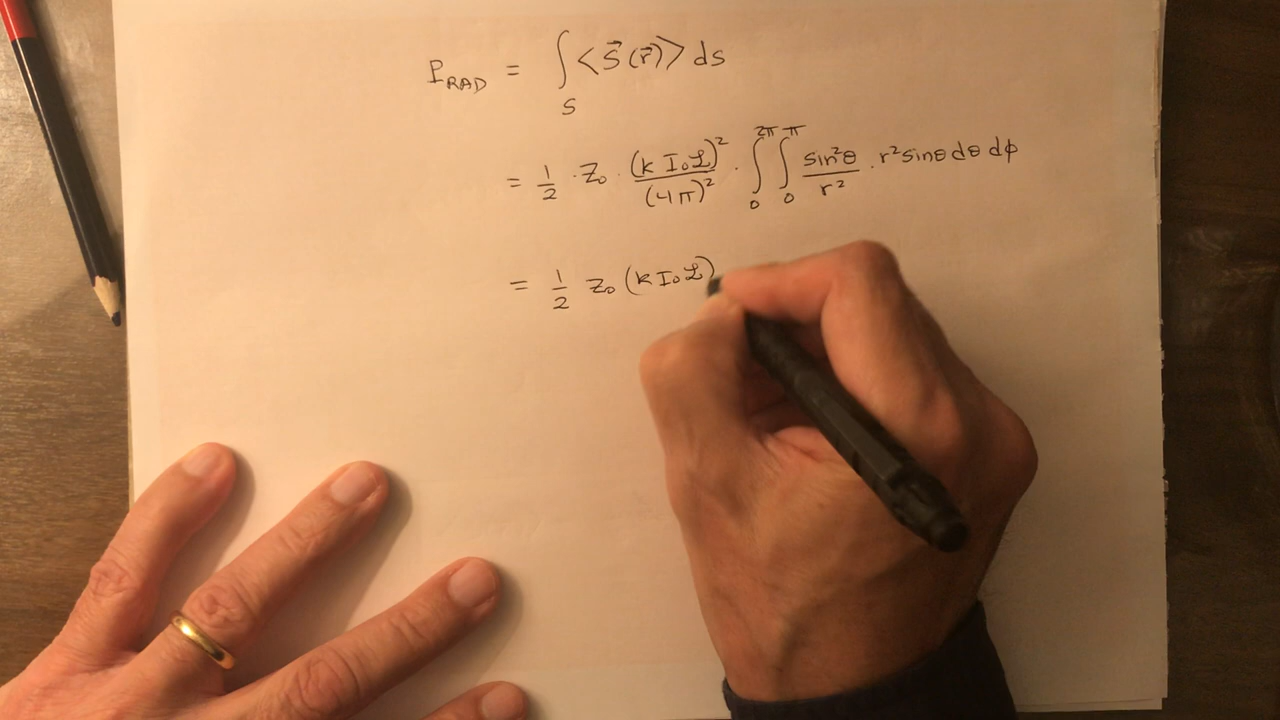 P_RAD = ∫_S <S⃗(r⃗)> ds
= 1/2 · Z₀ · (k I₀ ℒ)²/(4π)² · ∫₀^2π ∫₀^π sin²θ/r² · r² sinθ dθ dϕ
= 1/2 Z₀ (k I₀ ℒ)